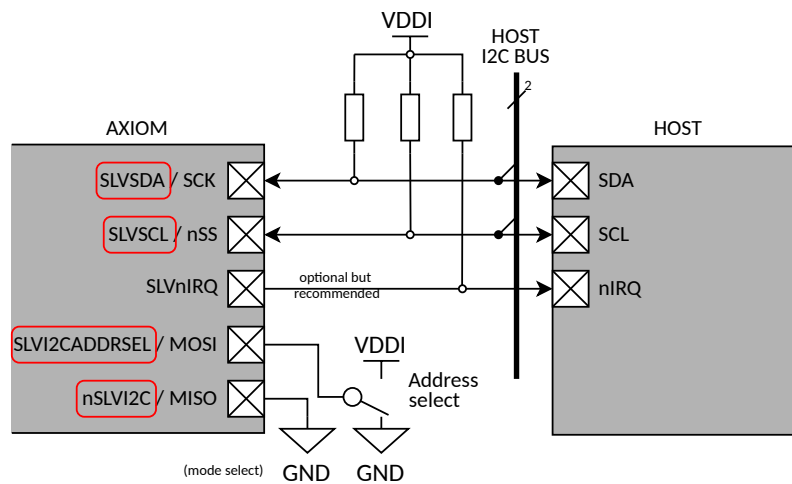 VDDI
HOST
I2C BUS
2
AXIOM
HOST
SLVSDA / SCK
SDA
SLVSCL / nSS
SCL
SLVnIRQ
optional but
recommended
nIRQ
SLVI2CADDRSEL / MOSI
VDDI
Address
select
nSLVI2C / MISO
(mode select)
GND
GND